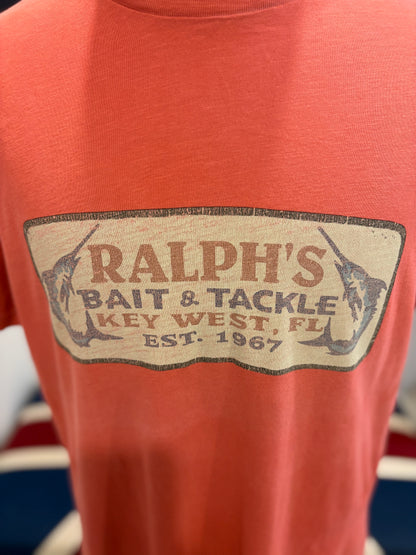 RALPH'S
BAIT & TACKLE
KEY WEST, FL
EST. 1967